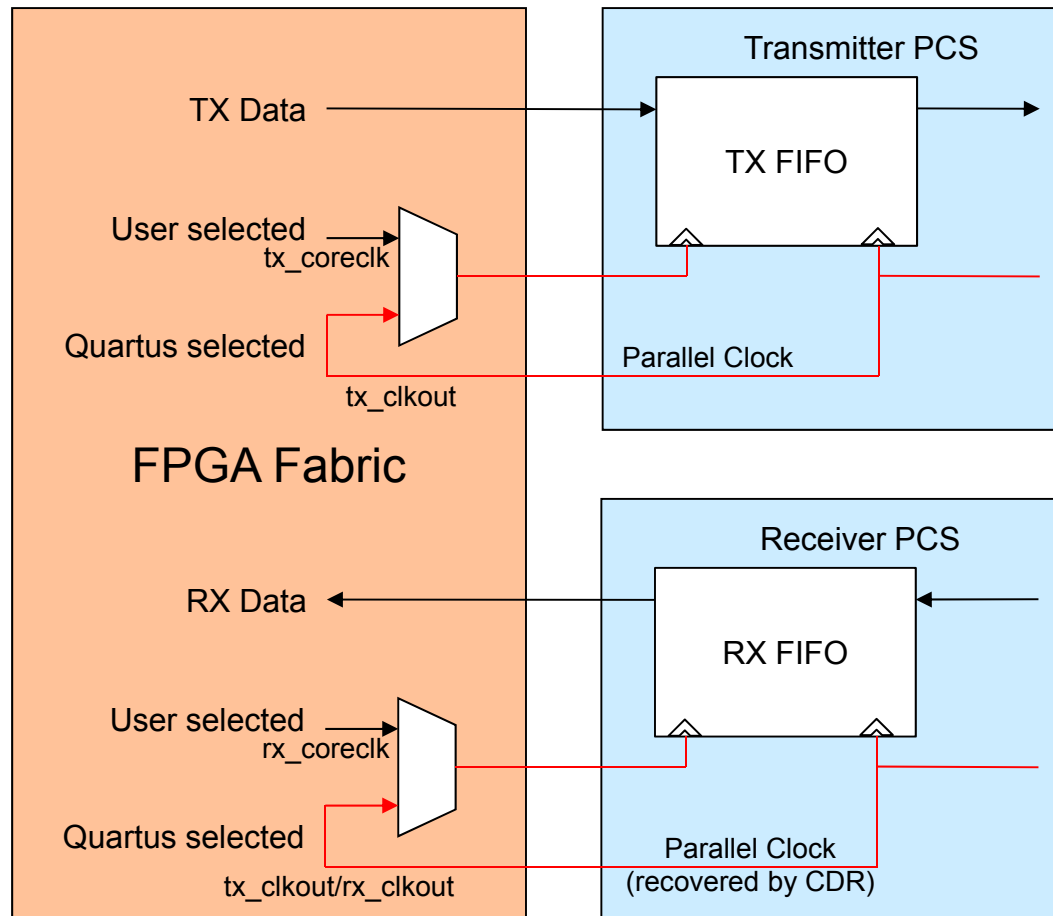 Transmitter PCS
TX Data
TX FIFO
User selected
tx_coreclk
Quartus selected
Parallel Clock
tx_clkout
FPGA Fabric
Receiver PCS
RX Data
RX FIFO
User selected
rx_coreclk
Quartus selected
Parallel Clock
(recovered by CDR)
tx_clkout/rx_clkout